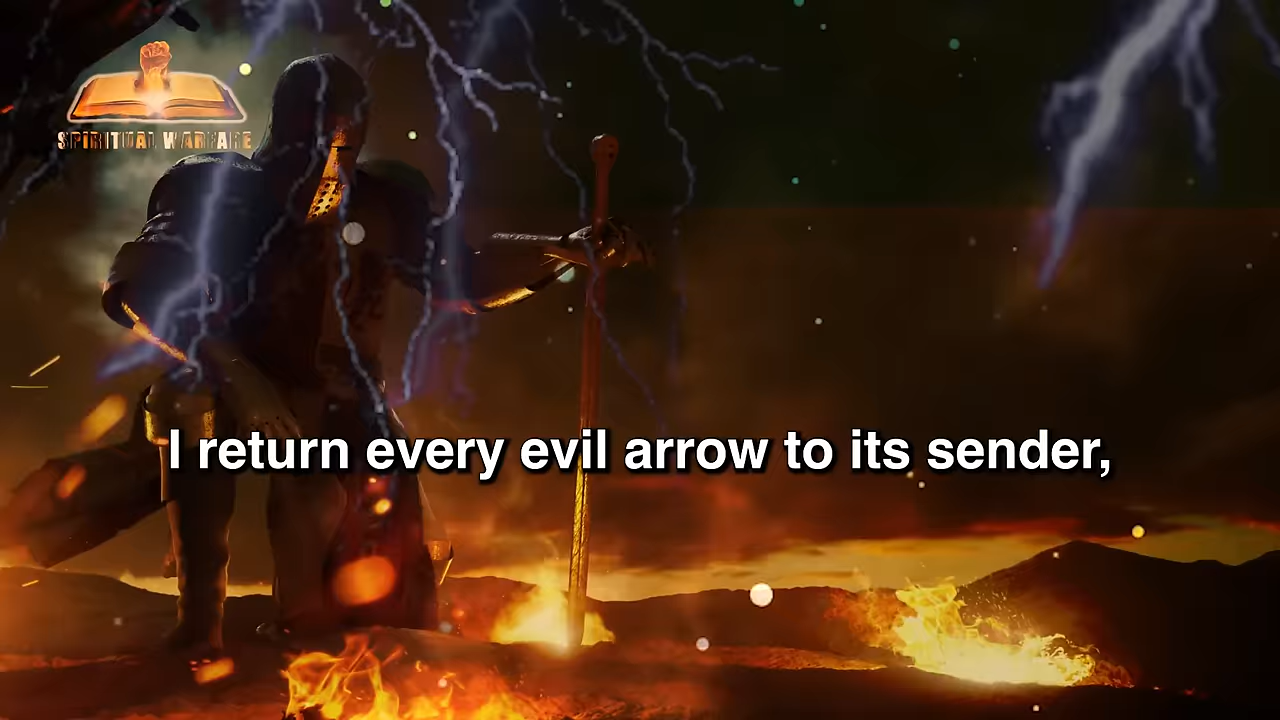 SPIRITUAL WARFARE
I return every evil arrow to its sender,